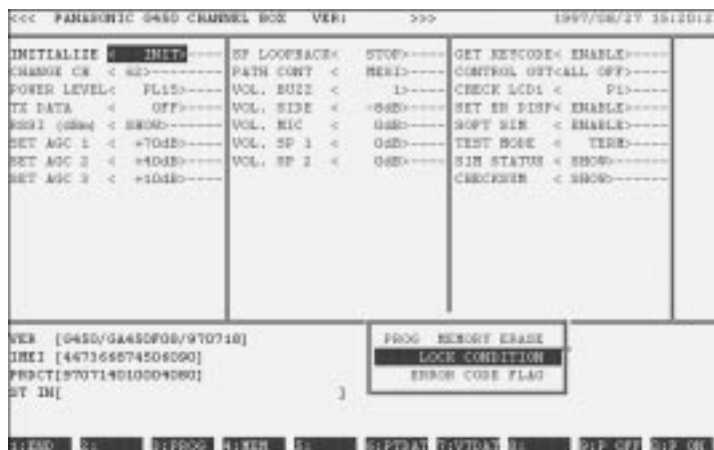 <<< PANASONIC G450 CHANNEL BOX VER: >>> 1997/08/27 15:20:12
INITIALIZE < INIT>----- SP LOOPBACK< STOP>----- GET KEYCODE< ENABLE>-----
CHANGE CH < 62>--------- PATH CONT < MESI>----- CONTROL OUT<ALL OFF>----
POWER LEVEL< PL15>----- VOL. BUZZ < 1>----- CHECK LCD1 < P1>-----
TX DATA < OFF>----- VOL. SIDE < -8dB>---- SET ER DISP< ENABLE>-----
RSSI (dBm) < SHOW>------ VOL. MIC < 0dB>---- SOFT SIM < ENABLE>-----
SET AGC 1 < +70dB>----- VOL. SP 1 < 0dB>---- TEST MODE < TERM>-----
SET AGC 2 < +40dB>----- VOL. SP 2 < 0dB>---- SIM STATUS < SHOW>-------
SET AGC 3 < +10dB>----- CHECKSUM < SHOW>-------
VER [G450/GA450F08/970718]
IMEI [447366874506090]
PRDCT[970714010004080]
ST IN[ ]
PROG MEMORY ERASE
LOCK CONDITION
ERROR CODE FLAG
1:END 2: 3:PROG 4:MEM 5: 6:PTDAT 7:VTDAT 8: 9:P OFF 0:P ON